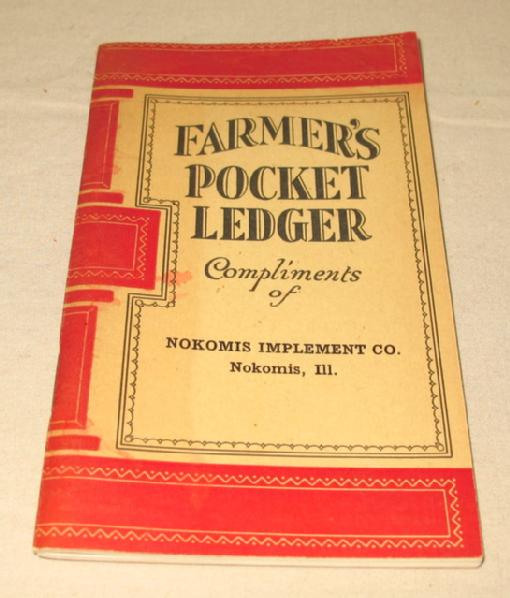 FARMER'S
POCKET
LEDGER
Compliments
of
NOKOMIS IMPLEMENT CO.
Nokomis, Ill.